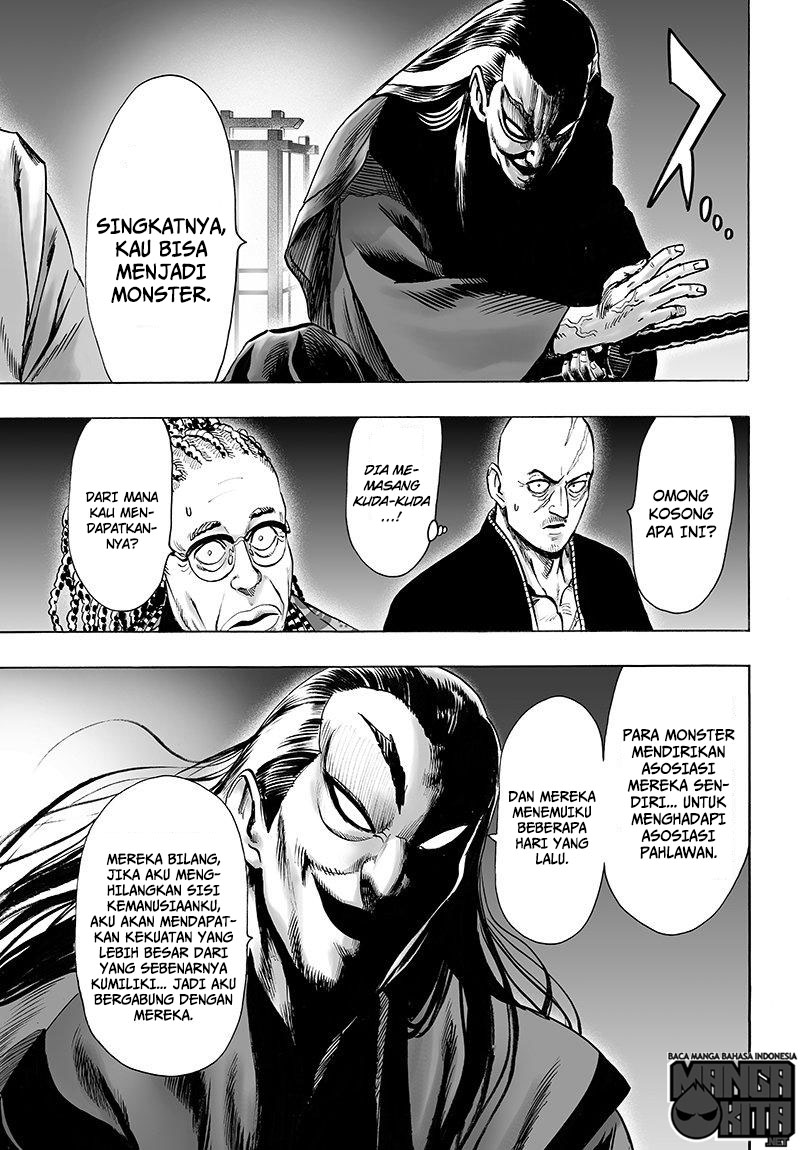 ス...
SINGKATNYA,
KAU BISA
MENJADI
MONSTER.
OMONG
KOSONG
APA INI?
DIA ME-
MASANG
KUDA-KUDA
...!
DARI MANA
KAU MEN-
DAPATKAN-
NYA?
PARA MONSTER
MENDIRIKAN
ASOSIASI
MEREKA SEN-
DIRI... UNTUK
MENGHADAPI
ASOSIASI
PAHLAWAN.
DAN MEREKA
MENEMUIKU
BEBERAPA
HARI YANG
LALU.
MEREKA BILANG,
JIKA AKU MENG-
HILANGKAN SISI
KEMANUSIAANKU,
AKU AKAN MENDAPAT-
KAN KEKUATAN YANG
LEBIH BESAR DARI
YANG SEBENARNYA
KUMILIKI... JADI AKU
BERGABUNG DENGAN
MEREKA.
BACA MANGA BAHASA INDONESIA
MANGA
KITA
.NET